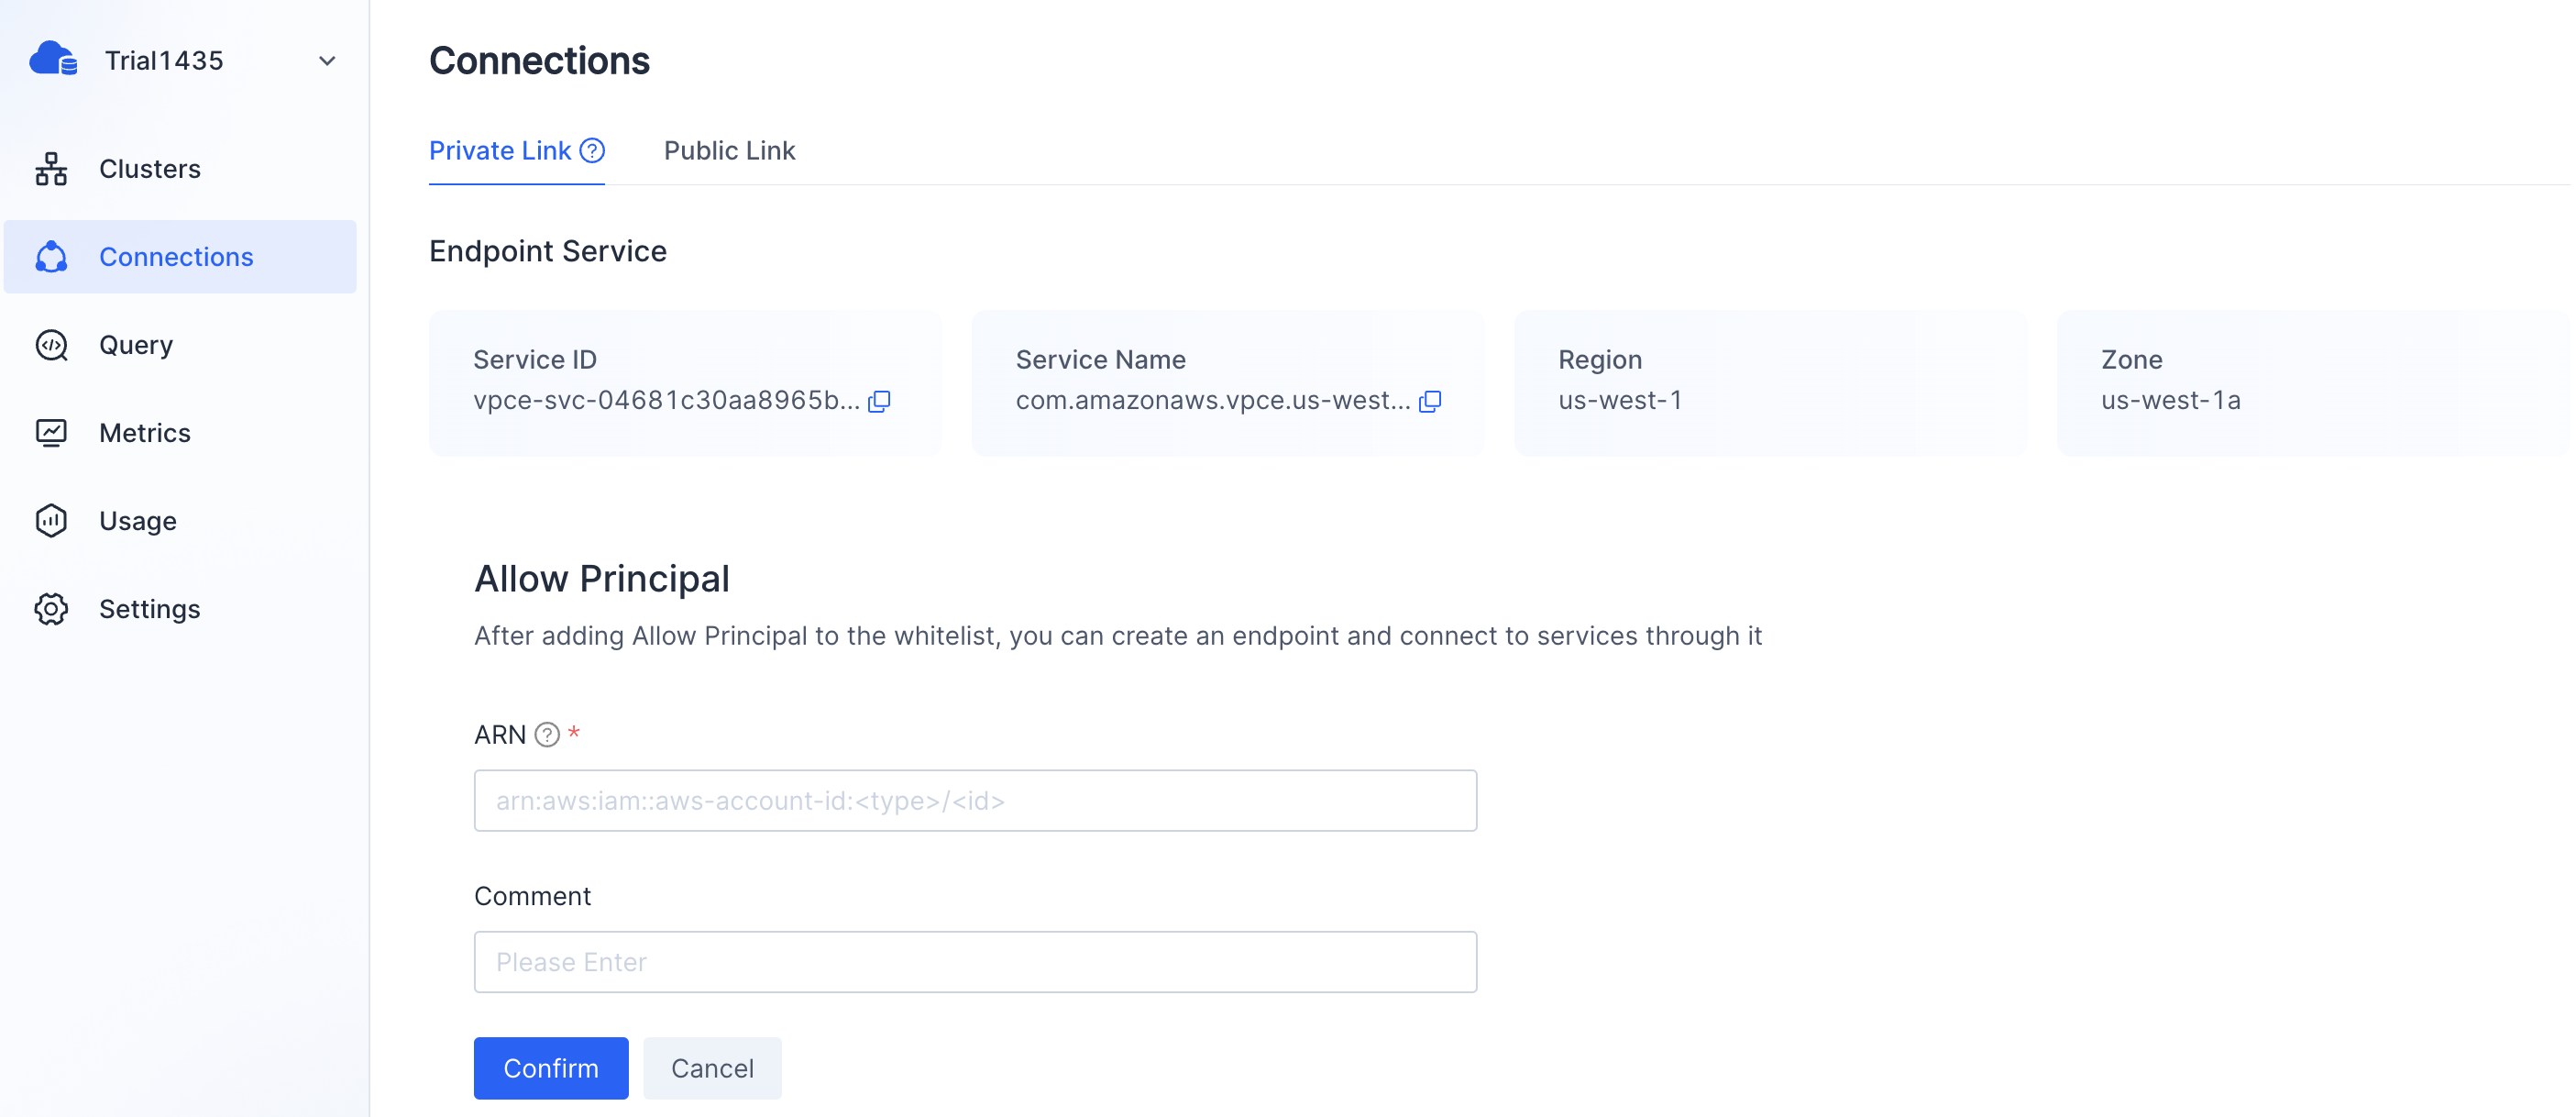 Trial1435
Clusters
Connections
Query
Metrics
Usage
Settings
Connections
Private Link ?
Public Link
Endpoint Service
Service ID
vpce-svc-04681c30aa8965b...
Service Name
com.amazonaws.vpce.us-west...
Region
us-west-1
Zone
us-west-1a
Allow Principal
After adding Allow Principal to the whitelist, you can create an endpoint and connect to services through it
ARN ? *
arn:aws:iam::aws-account-id:<type>/<id>
Comment
Please Enter
Confirm
Cancel